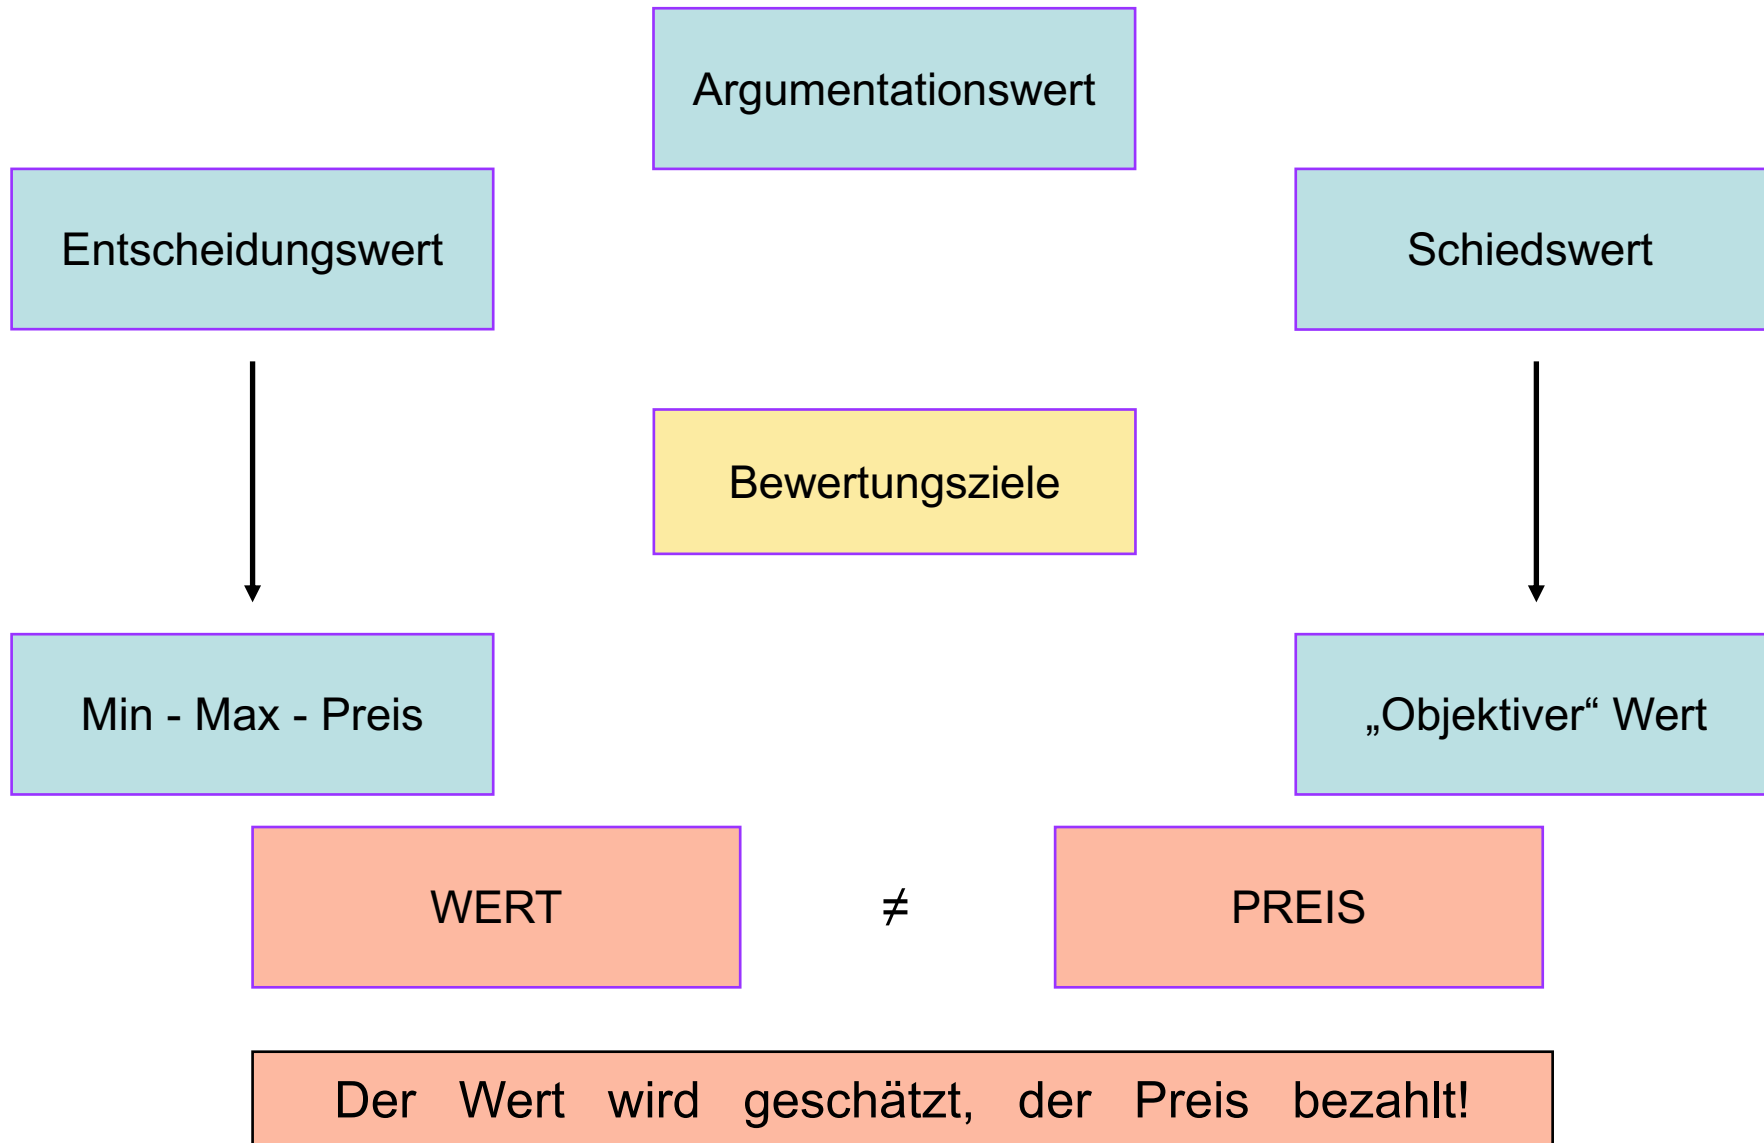 Argumentationswert
Entscheidungswert
Schiedswert
Bewertungsziele
Min - Max - Preis
„Objektiver“ Wert
WERT
≠
PREIS
Der Wert wird geschätzt, der Preis bezahlt!